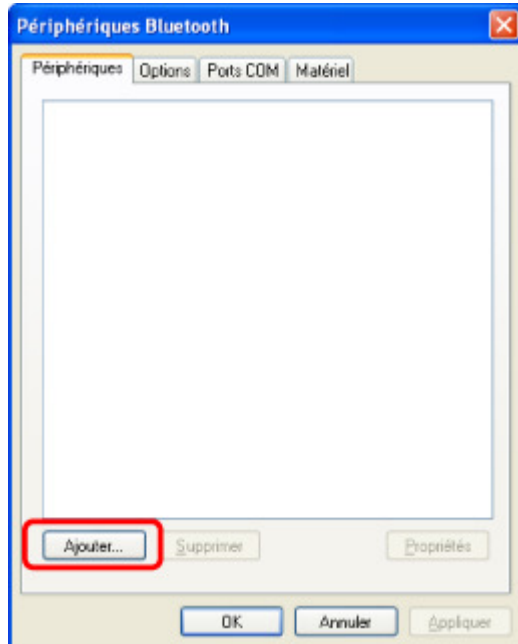 Périphériques Bluetooth
Périphériques Options Ports COM Matériel
Ajouter... Supprimer Propriétés
OK Annuler Appliquer